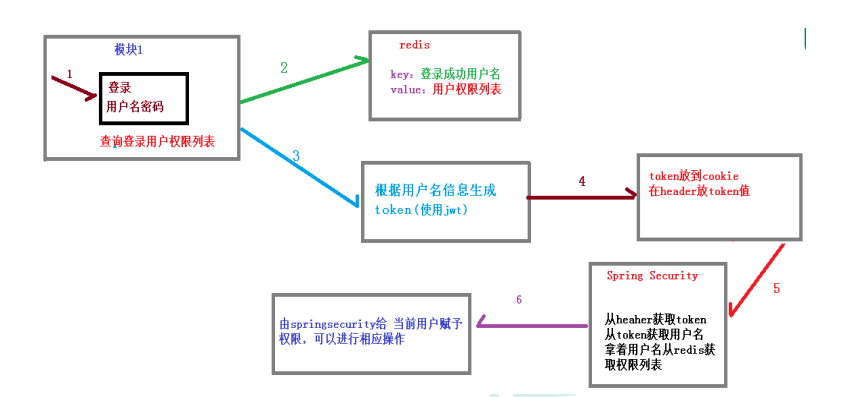 模块1
1
登录
用户名密码
查询登录用户权限列表
2
redis
key：登录成功用户名
value：用户权限列表
3
根据用户名信息生成
token(使用jwt)
4
token放到cookie
在header放token值
5
Spring Security
从heaher获取token
从token获取用户名
拿着用户名从redis获
取权限列表
6
由springsecurity给 当前用户赋予
权限，可以进行相应操作